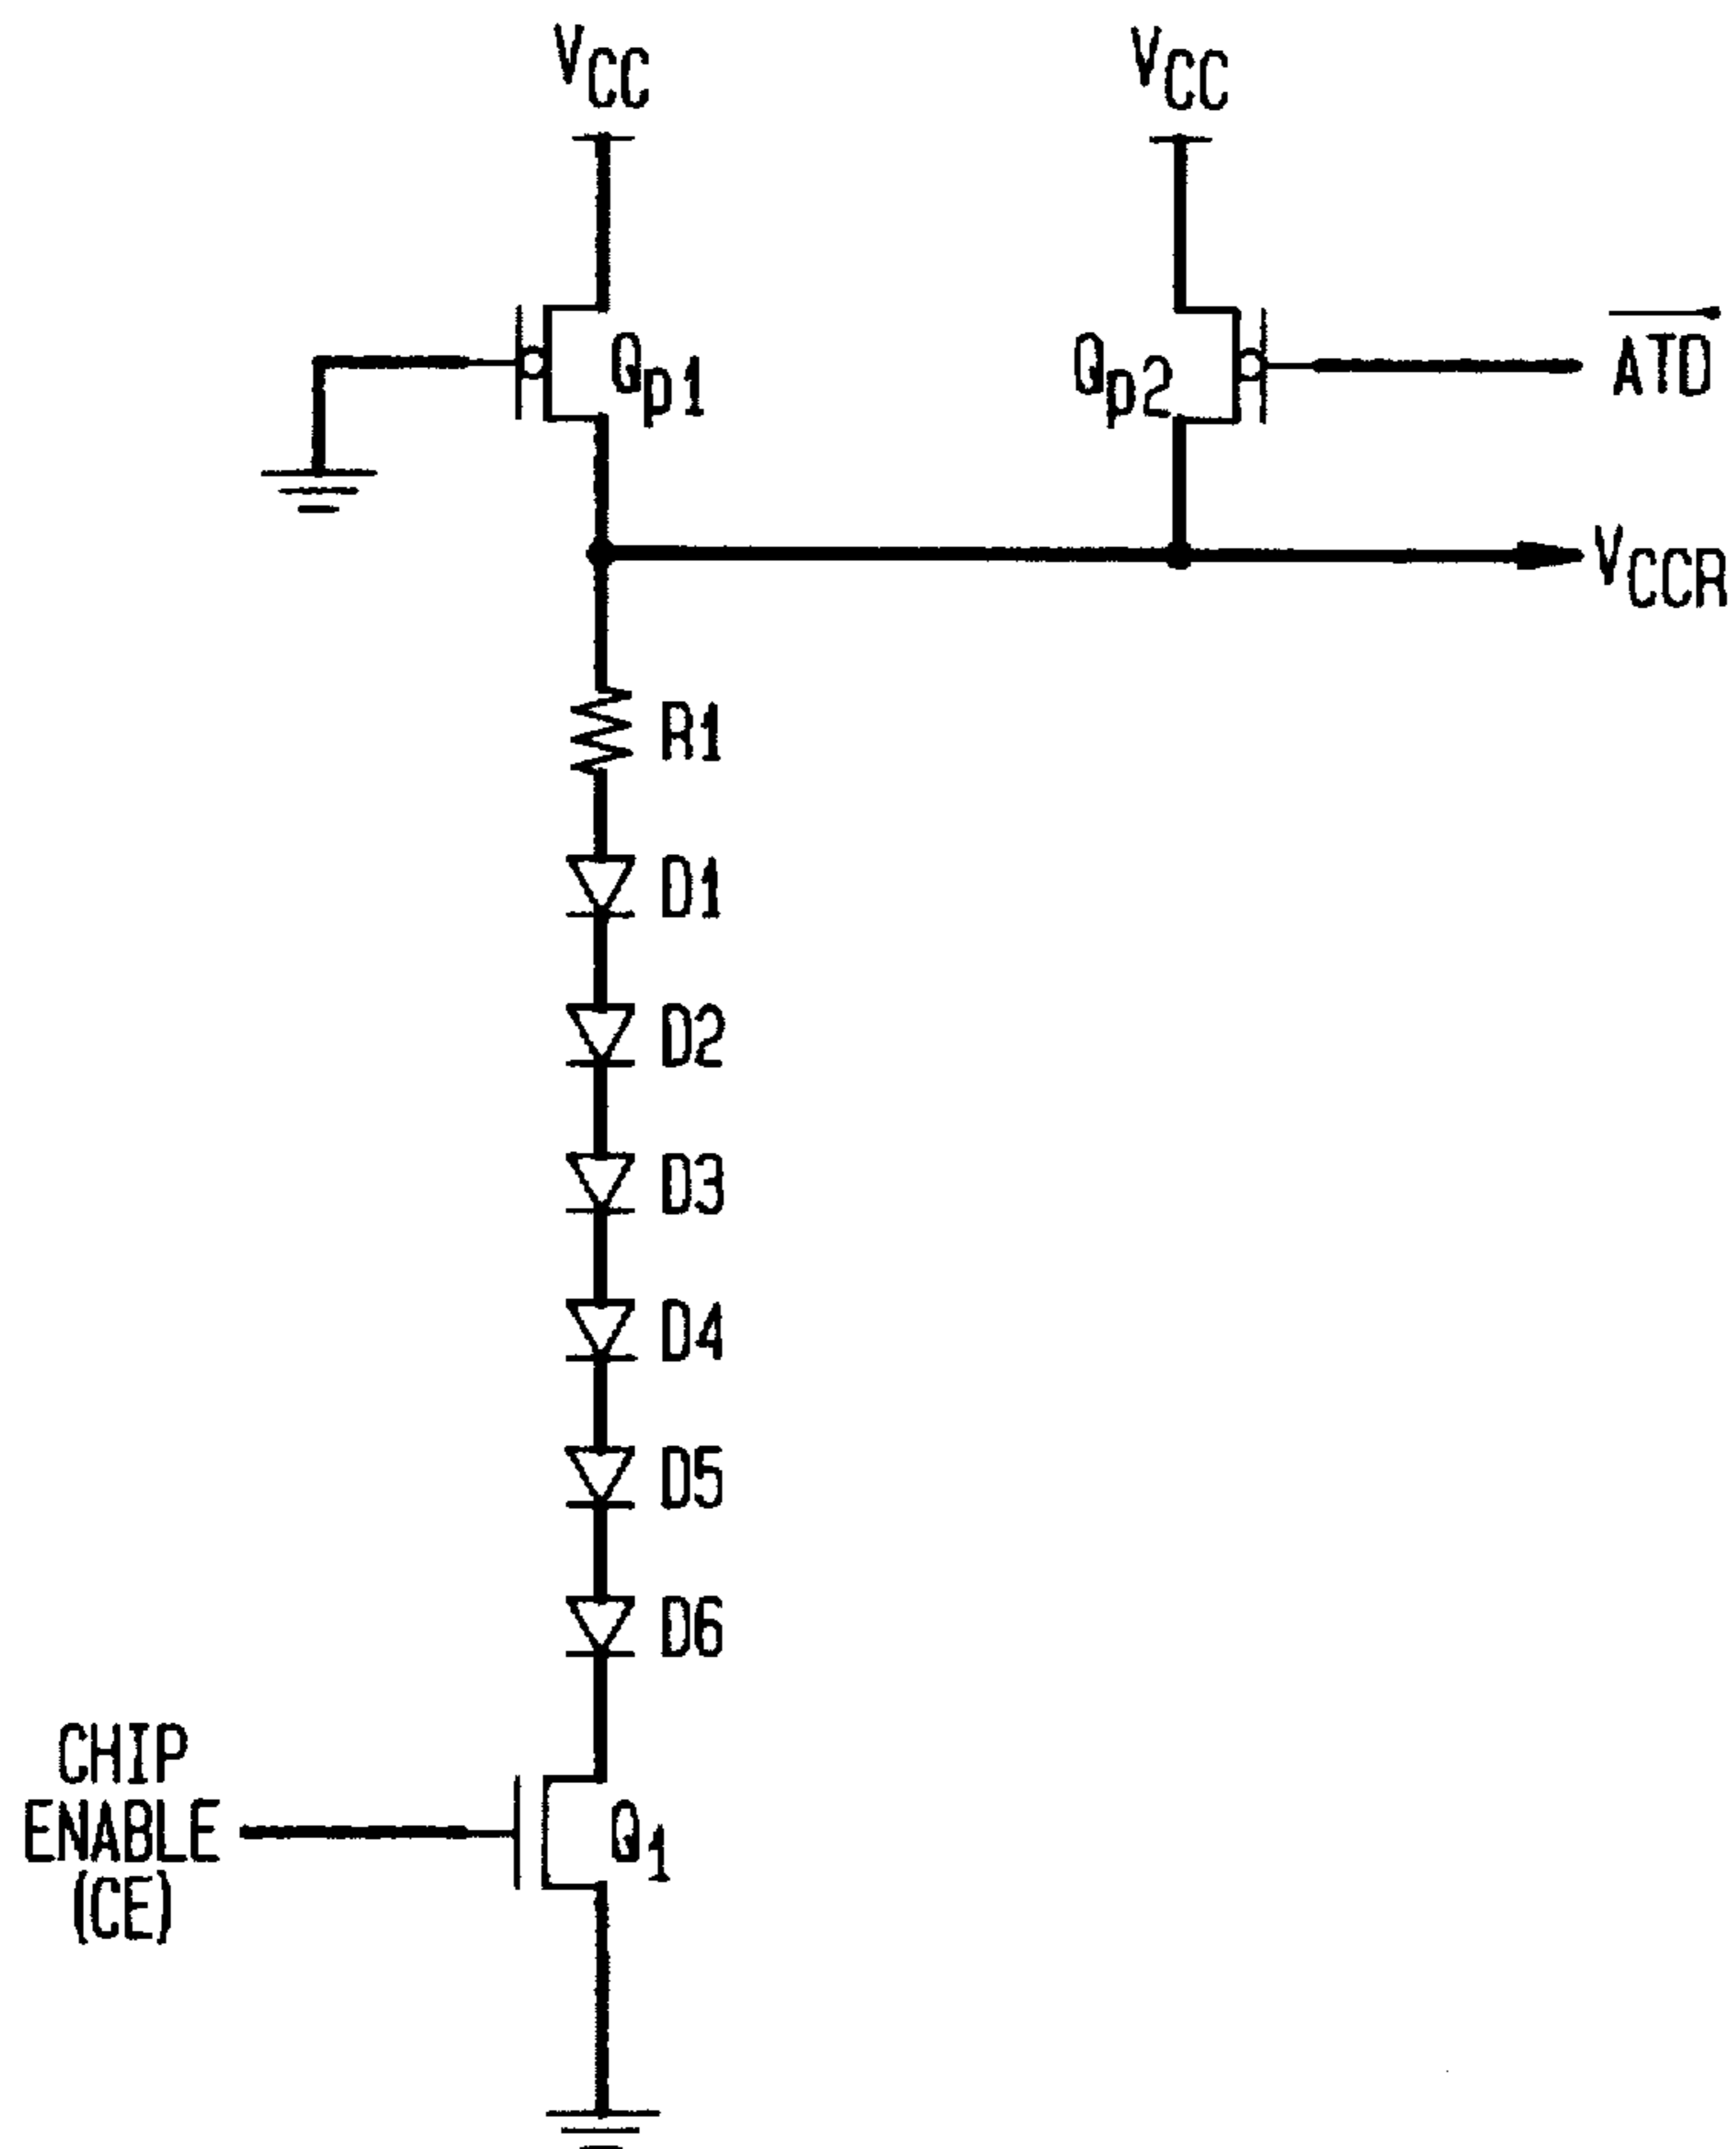 VCC
VCC
Qp1
Qp2
ATD
VCCR
R1
D1
D2
D3
D4
D5
D6
CHIP
ENABLE
(CE)
Q1